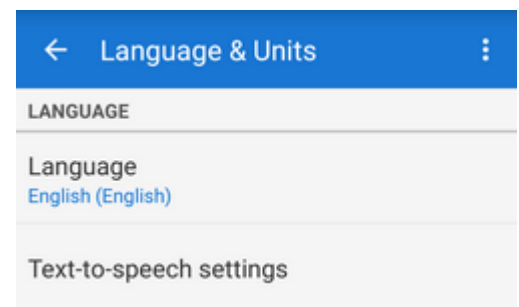 Language & Units
LANGUAGE
Language
English (English)
Text-to-speech settings